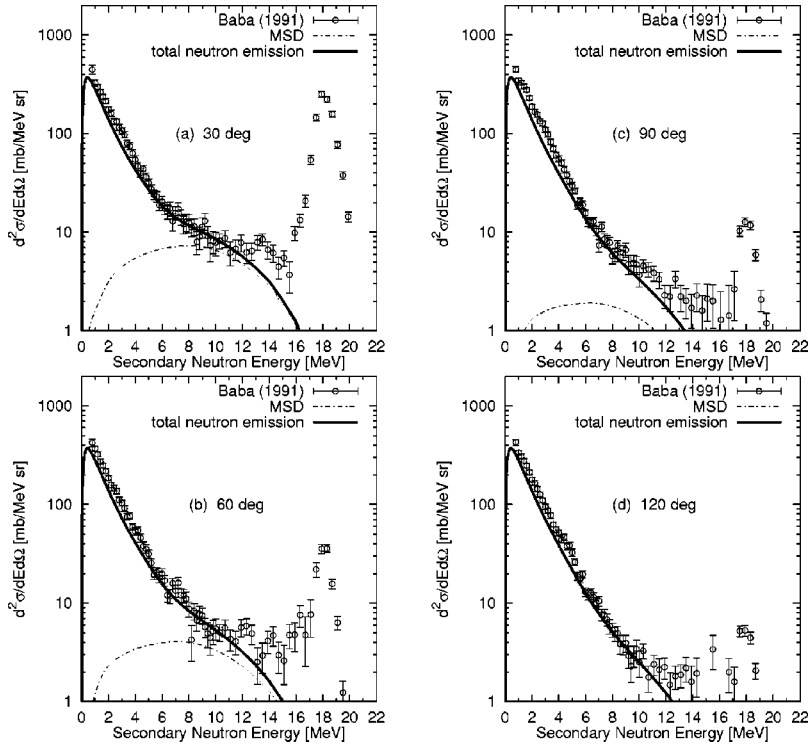 Baba (1991)
MSD
total neutron emission
(a) 30 deg
d²σ/dEdΩ [mb/MeV sr]
1000
100
10
1
0 2 4 6 8 10 12 14 16 18 20 22
Secondary Neutron Energy [MeV]
Baba (1991)
MSD
total neutron emission
(c) 90 deg
d²σ/dEdΩ [mb/MeV sr]
1000
100
10
1
0 2 4 6 8 10 12 14 16 18 20 22
Secondary Neutron Energy [MeV]
Baba (1991)
MSD
total neutron emission
(b) 60 deg
d²σ/dEdΩ [mb/MeV sr]
1000
100
10
1
0 2 4 6 8 10 12 14 16 18 20 22
Secondary Neutron Energy [MeV]
Baba (1991)
MSD
total neutron emission
(d) 120 deg
d²σ/dEdΩ [mb/MeV sr]
1000
100
10
1
0 2 4 6 8 10 12 14 16 18 20 22
Secondary Neutron Energy [MeV]